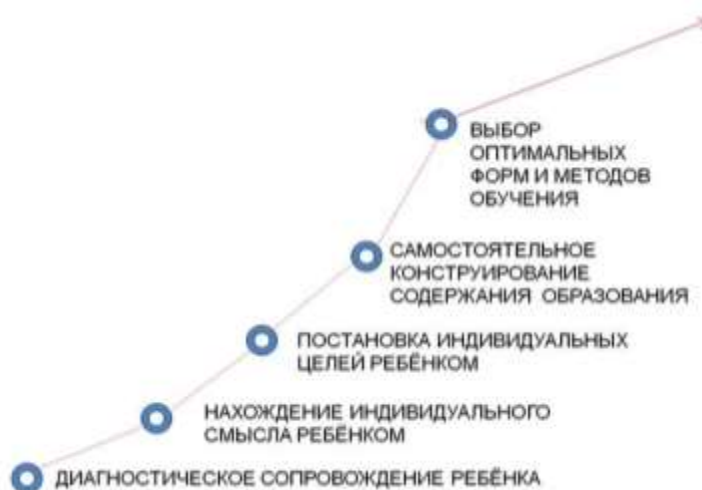 ВЫБОР
ОПТИМАЛЬНЫХ
ФОРМ И МЕТОДОВ
ОБУЧЕНИЯ
САМОСТОЯТЕЛЬНОЕ
КОНСТРУИРОВАНИЕ
СОДЕРЖАНИЯ ОБРАЗОВАНИЯ
ПОСТАНОВКА ИНДИВИДУАЛЬНЫХ
ЦЕЛЕЙ РЕБЁНКОМ
НАХОЖДЕНИЕ ИНДИВИДУАЛЬНОГО
СМЫСЛА РЕБЁНКОМ
ДИАГНОСТИЧЕСКОЕ СОПРОВОЖДЕНИЕ РЕБЁНКА